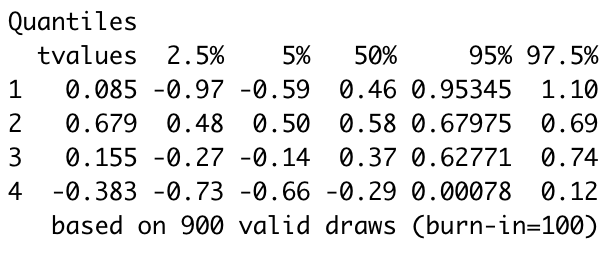 Quantiles
tvalues 2.5% 5% 50% 95% 97.5%
1 0.085 -0.97 -0.59 0.46 0.95345 1.10
2 0.679 0.48 0.50 0.58 0.67975 0.69
3 0.155 -0.27 -0.14 0.37 0.62771 0.74
4 -0.383 -0.73 -0.66 -0.29 0.00078 0.12
based on 900 valid draws (burn-in=100)